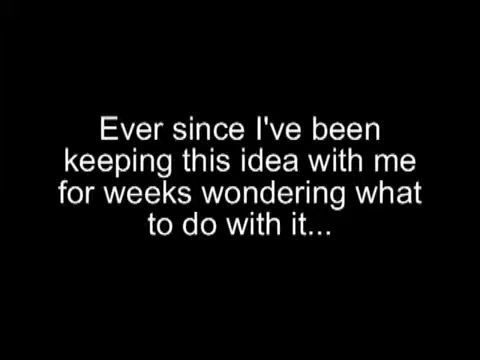 Ever since I've been
keeping this idea with me
for weeks wondering what
to do with it...